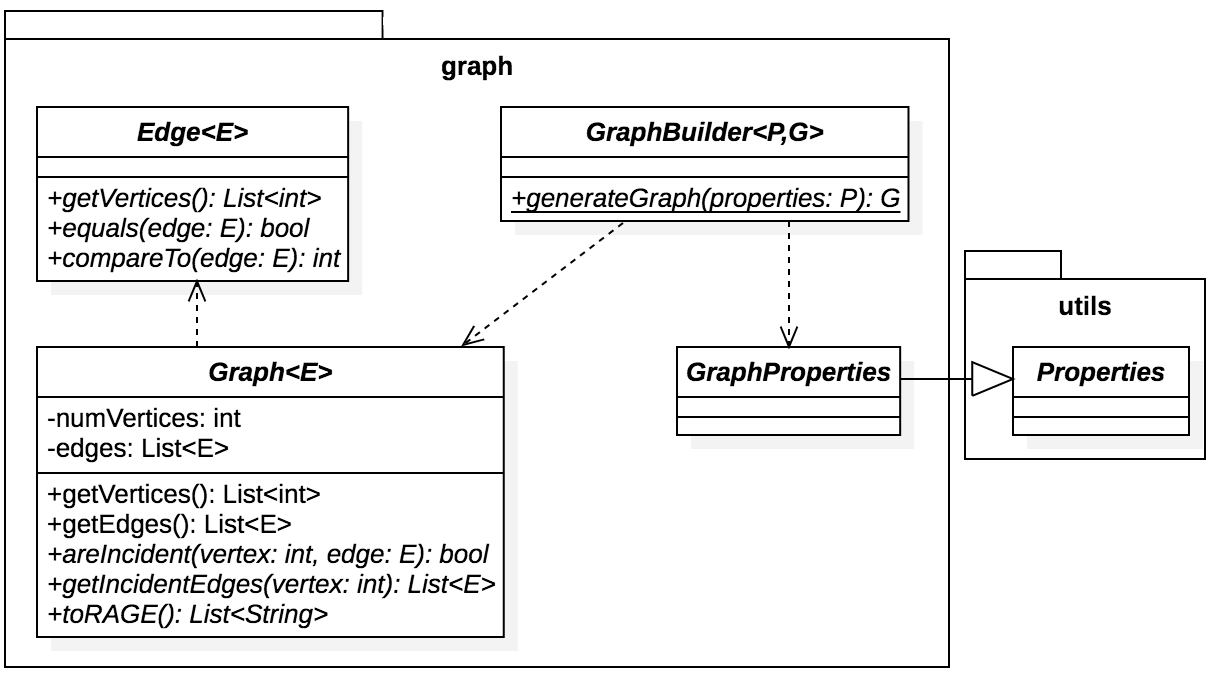 graph
Edge<E>
+getVertices(): List<int>
+equals(edge: E): bool
+compareTo(edge: E): int
GraphBuilder<P,G>
+generateGraph(properties: P): G
Graph<E>
-numVertices: int
-edges: List<E>
+getVertices(): List<int>
+getEdges(): List<E>
+areIncident(vertex: int, edge: E): bool
+getIncidentEdges(vertex: int): List<E>
+toRAGE(): List<String>
GraphProperties
utils
Properties